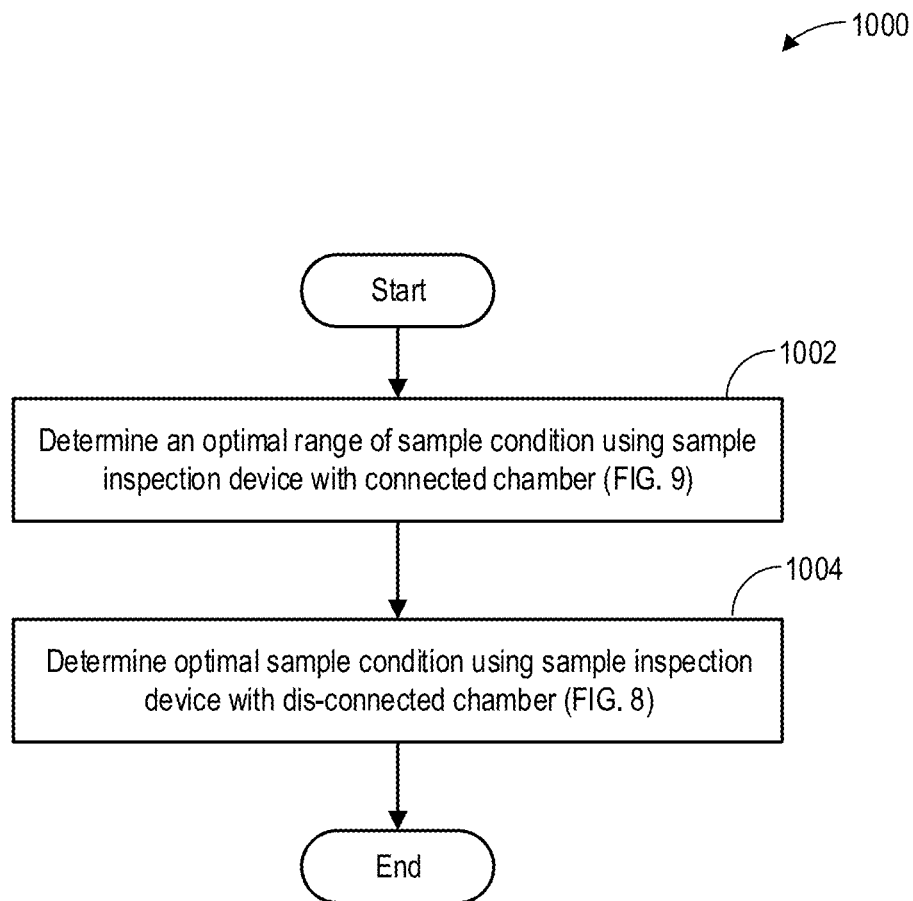 1000
Start
1002
Determine an optimal range of sample condition using sample
inspection device with connected chamber (FIG. 9)
1004
Determine optimal sample condition using sample inspection
device with dis-connected chamber (FIG. 8)
End